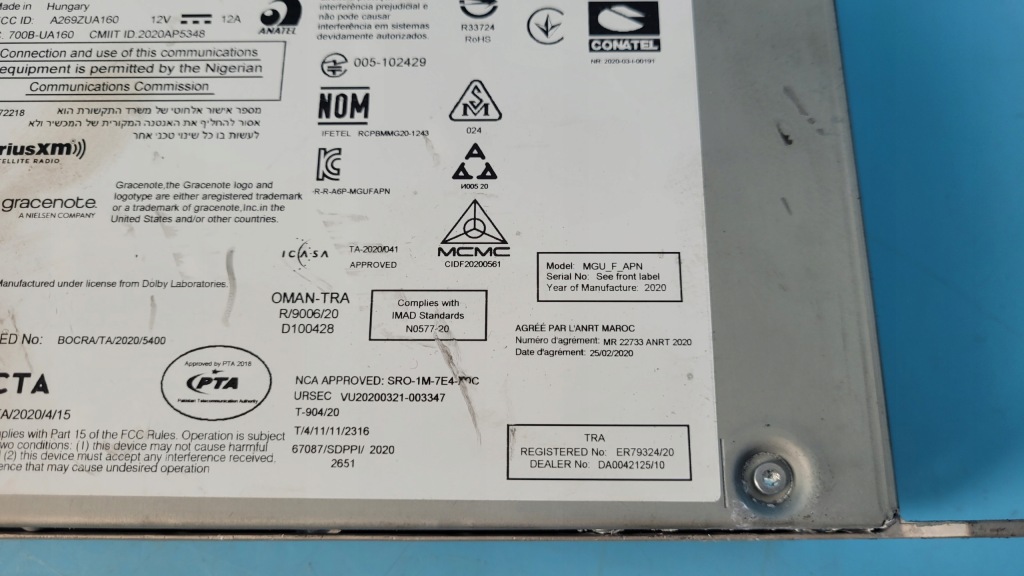 Made in Hungary
FCC ID: A269ZUA160 12V 12A
700B-UA160 CMIT ID:2020AP5348
Connection and use of this communications
equipment is permitted by the Nigerian
Communications Commission
72218 מספר אישור אלחוטי של משרד התקשורת הוא
אסור להחליף את האנטנה המקורית של המכשיר ולא
לעשות בו כל שינוי טכני אחר
riusxm
TELLITE RADIO
gracenote.
A NIELSEN COMPANY
Gracenote,the Gracenote logo and
logotype are either aregistered trademark
or a trademark of gracenote,Inc.in the
United States and/or other countries.
Manufactured under license from Dolby Laboratories.
ED No: BOCRA/TA/2020/5400
CTA
TA/2020/4/15
plies with Part 15 of the FCC Rules. Operation is subject
wo conditions: (1) this device may not cause harmful
(2) this device must accept any interference received.
ence that may cause undesired operation
ANATEL
interferência prejudicial e
não pode causar
interferência em sistemas
devidamente autorizados.
R33724
RoHS
CONATEL
NR: 2020-03-I-00191
005-102429
NOM
IFETEL RCPBMMG20-1243
SM
024
-R-R-A6P-MGUFAPN
И005 20
ICASA TA-2020/041
APPROVED
MCMC
CIDF20200561
Model: MGU_F_APN
Serial No: See front label
Year of Manufacture: 2020
OMAN-TRA
R/9006/20
D100428
Complies with
IMAD Standards
N0577-20
AGRÉÉ PAR L'ANRT MAROC
Numéro d'agrément: MR 22733 ANRT 2020
Date d'agrément: 25/02/2020
Approved by PTA 2018
PTA
Pakistan Telecommunication Authority
NCA APPROVED: SRO-1M-7E4-
URSEC VU20200321-003347
T-904/20
T/4/11/11/2316
67087/SDPPI/ 2020
2651
TRA
REGISTERED No: ER79324/20
DEALER No: DA0042125/10